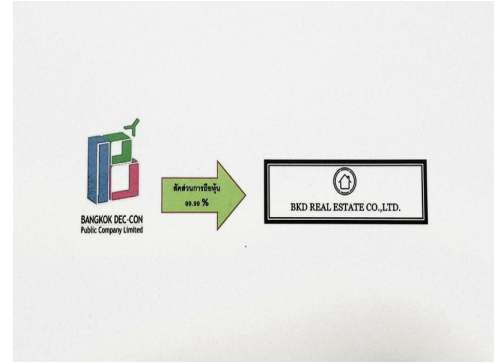 BANGKOK DEC-CON
Public Company Limited
สัดส่วนการถือหุ้น
99.99 %
BKD REAL ESTATE CO.,LTD.